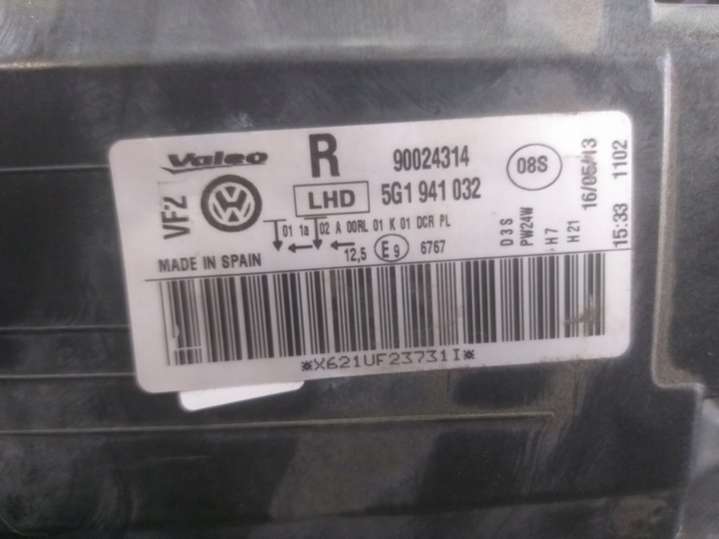 Valeo R 90024314 08S
VF2 LHD 5G1 941 032
01 1a 02 A 00RL 01 K 01 DCR PL
12,5 E9 6767
MADE IN SPAIN
D3S
PW24W
H7
H21
16/05/13
15:33 1102
*X621UF23731I*